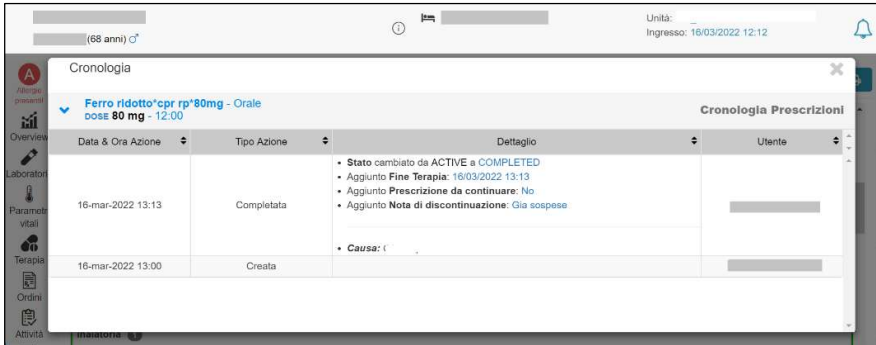 (68 anni)
Unità:
Ingresso: 16/03/2022 12:12
A
Allergie
presenti
Overview
Laboratori
Parametri
vitali
Terapia
Ordini
Attività
Cronologia
Ferro ridotto*cpr rp*80mg - Orale
DOSE 80 mg - 12:00
Cronologia Prescrizioni
Data & Ora Azione Tipo Azione Dettaglio Utente
16-mar-2022 13:13 Completata
• Stato cambiato da ACTIVE a COMPLETED
• Aggiunto Fine Terapia: 16/03/2022 13:13
• Aggiunto Prescrizione da continuare: No
• Aggiunto Nota di discontinuazione: Gia sospese
• Causa:
16-mar-2022 13:00 Creata
Inalatoria